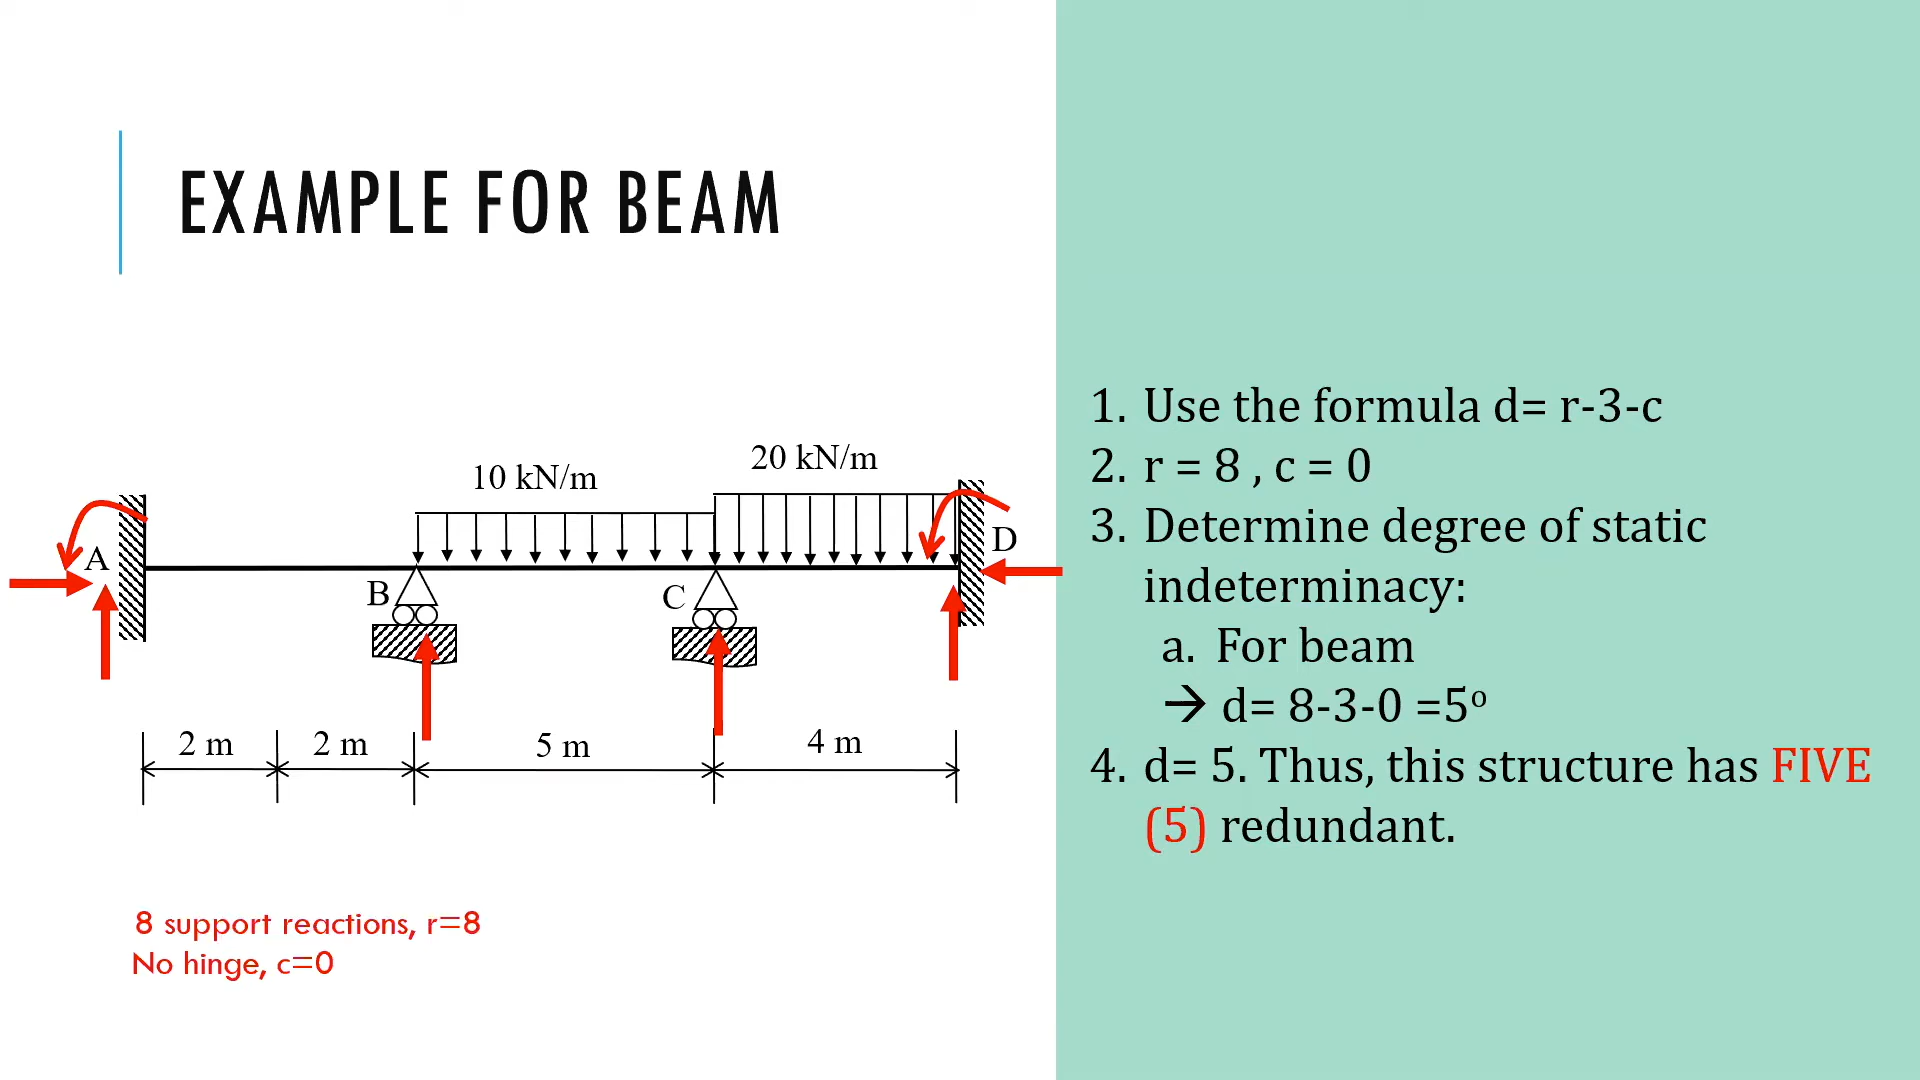 EXAMPLE FOR BEAM
10 kN/m
20 kN/m
A
B
C
D
2 m
2 m
5 m
4 m
8 support reactions, r=8
No hinge, c=0
1. Use the formula d= r-3-c
2. r = 8 , c = 0
3. Determine degree of static
indeterminacy:
a. For beam
→ d= 8-3-0 =5º
4. d= 5. Thus, this structure has FIVE
(5) redundant.